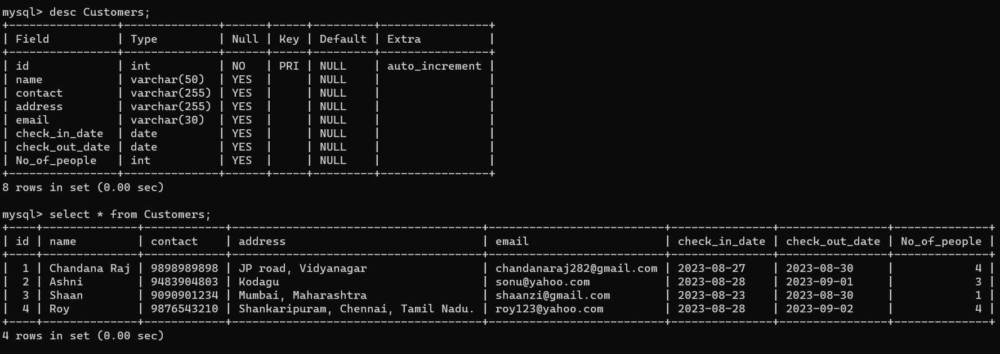 mysql> desc Customers;
+----------------+--------------+------+-----+---------+----------------+
| Field          | Type         | Null | Key | Default | Extra          |
+----------------+--------------+------+-----+---------+----------------+
| id             | int          | NO   | PRI | NULL    | auto_increment |
| name           | varchar(50)  | YES  |     | NULL    |                |
| contact        | varchar(255) | YES  |     | NULL    |                |
| address        | varchar(255) | YES  |     | NULL    |                |
| email          | varchar(30)  | YES  |     | NULL    |                |
| check_in_date  | date         | YES  |     | NULL    |                |
| check_out_date | date         | YES  |     | NULL    |                |
| No_of_people   | int          | YES  |     | NULL    |                |
+----------------+--------------+------+-----+---------+----------------+
8 rows in set (0.00 sec)

mysql> select * from Customers;
+----+--------------+------------+-------------------------------------+--------------------------+---------------+----------------+--------------+
| id | name         | contact    | address                             | email                    | check_in_date | check_out_date | No_of_people |
+----+--------------+------------+-------------------------------------+--------------------------+---------------+----------------+--------------+
|  1 | Chandana Raj | 9898989898 | JP road, Vidyanagar                 | chandanaraj282@gmail.com | 2023-08-27    | 2023-08-30     |            4 |
|  2 | Ashni        | 9483904803 | Kodagu                              | sonu@yahoo.com           | 2023-08-28    | 2023-09-01     |            3 |
|  3 | Shaan        | 9090901234 | Mumbai, Maharashtra                 | shaanzi@gmail.com        | 2023-08-23    | 2023-08-30     |            1 |
|  4 | Roy          | 9876543210 | Shankaripuram, Chennai, Tamil Nadu. | roy123@yahoo.com         | 2023-08-28    | 2023-09-02     |            4 |
+----+--------------+------------+-------------------------------------+--------------------------+---------------+----------------+--------------+
4 rows in set (0.00 sec)